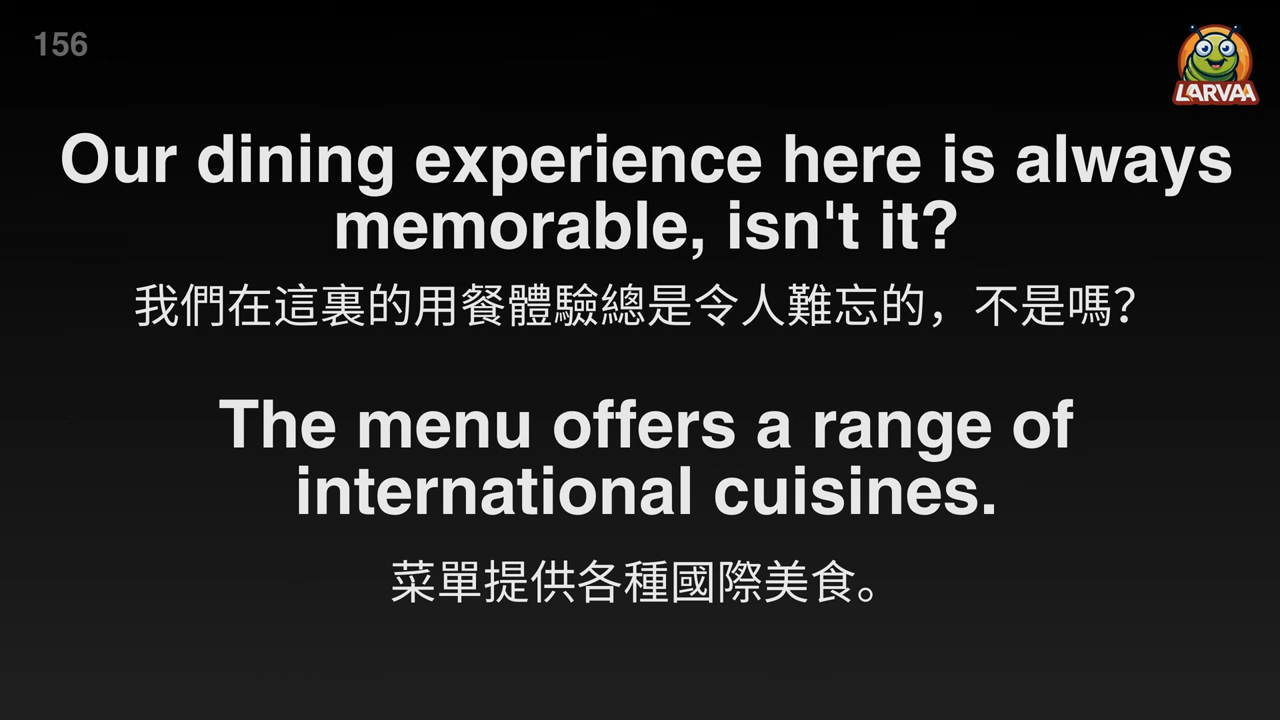 156
LARVAA
Our dining experience here is always
memorable, isn't it?
我們在這裏的用餐體驗總是令人難忘的，不是嗎？
The menu offers a range of
international cuisines.
菜單提供各種國際美食。